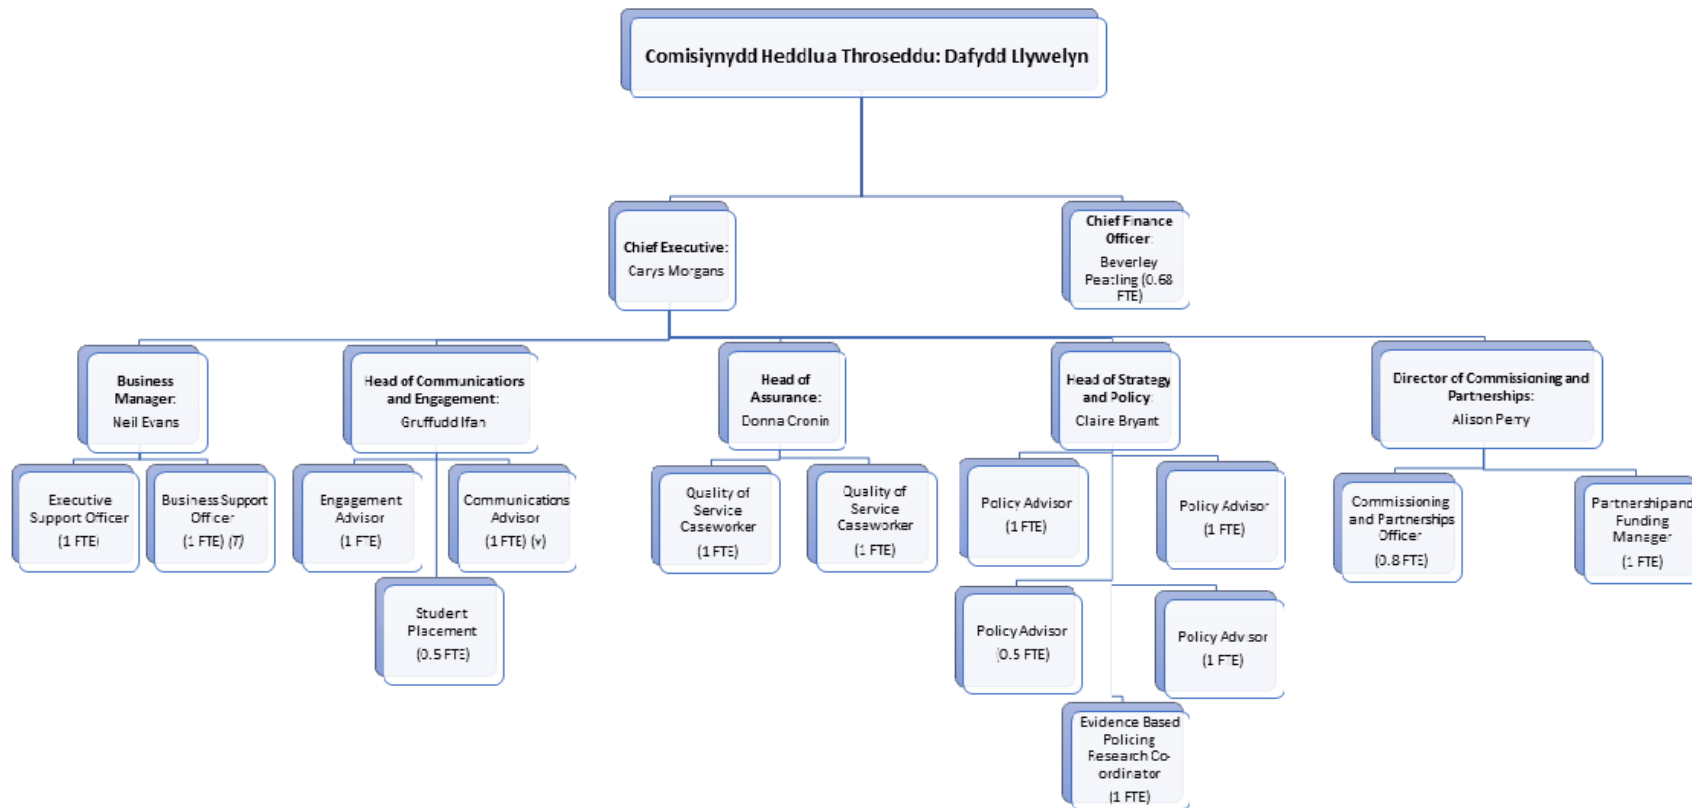 Comisiynydd Heddlua Throseddu: Dafydd Llywelyn
Chief Executive:
Carys Morgans
Chief Finance
Officer:
Beverley
Peatling (0.68
FTE)
Business
Manager:
Neil Evans
Head of Communications
and Engagement:
Gruffudd Ifan
Head of
Assurance:
Donna Cronin
Head of Strategy
and Policy:
Claire Bryant
Director of Commissioning and
Partnerships:
Alison Perry
Executive
Support Officer
(1 FTE)
Business Support
Officer
(1 FTE) (T)
Engagement
Advisor
(1 FTE)
Communications
Advisor
(1 FTE) (v)
Student
Placement
(0.5 FTE)
Quality of
Service
Caseworker
(1 FTE)
Quality of
Service
Caseworker
(1 FTE)
Policy Advisor
(1 FTE)
Policy Advisor
(1 FTE)
Policy Advisor
(0.5 FTE)
Policy Advisor
(1 FTE)
Evidence Based
Policing
Research Co-
ordinator
(1 FTE)
Commissioning
and Partnerships
Officer
(0.8 FTE)
Partnership and
Funding
Manager
(1 FTE)